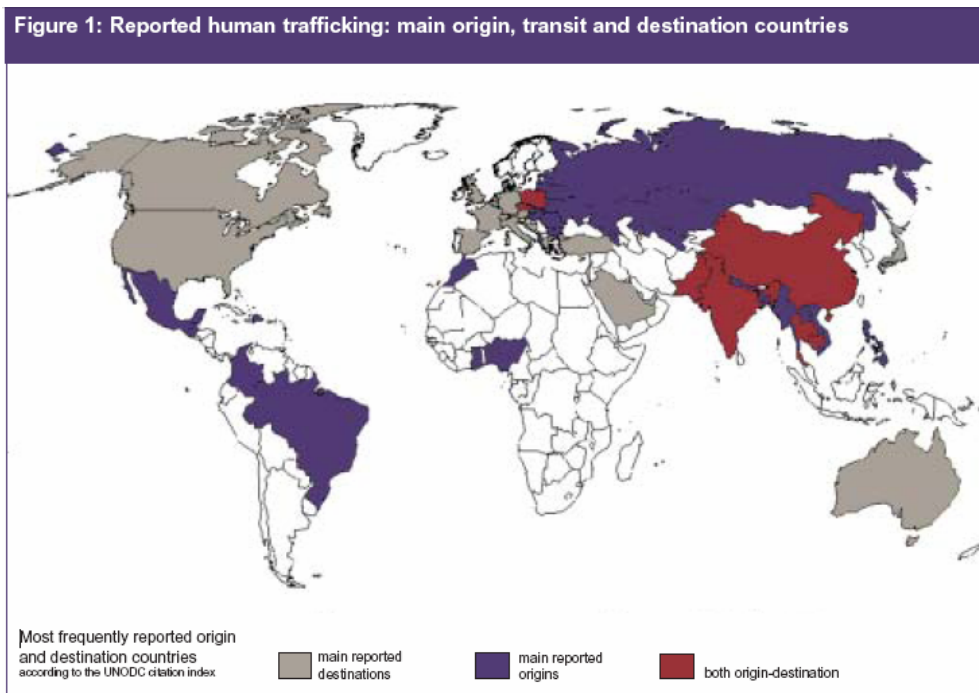 Figure 1: Reported human trafficking: main origin, transit and destination countries
Most frequently reported origin
and destination countries
according to the UNODC citation index
main reported
destinations
main reported
origins
both origin-destination